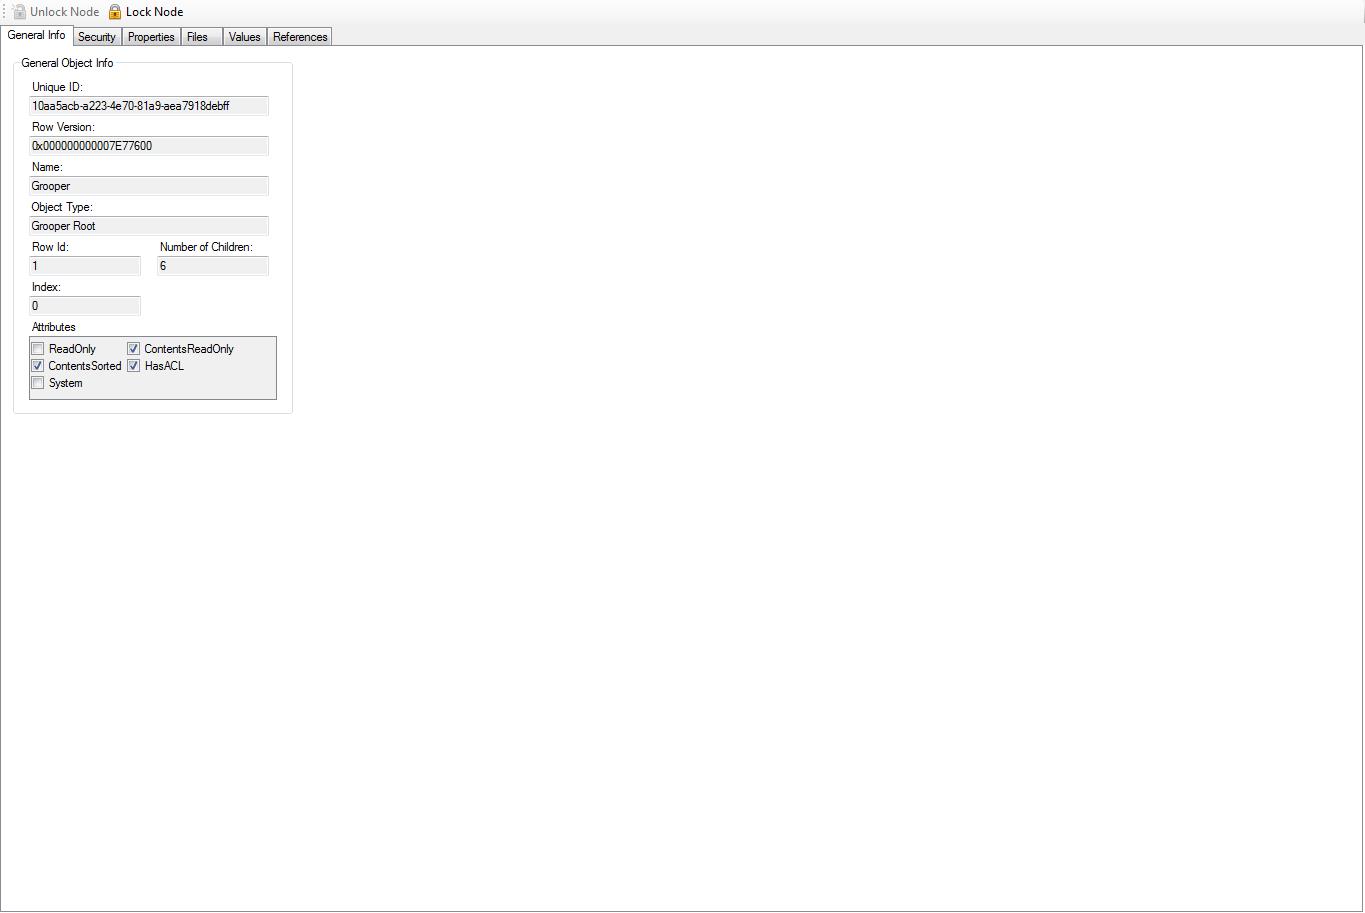 Unlock Node Lock Node
General Info Security Properties Files Values References
General Object Info
Unique ID:
10aa5acb-a223-4e70-81a9-aea7918debff
Row Version:
0x000000000007E77600
Name:
Grooper
Object Type:
Grooper Root
Row Id: Number of Children:
1 6
Index:
0
Attributes
ReadOnly ContentsReadOnly
ContentsSorted HasACL
System